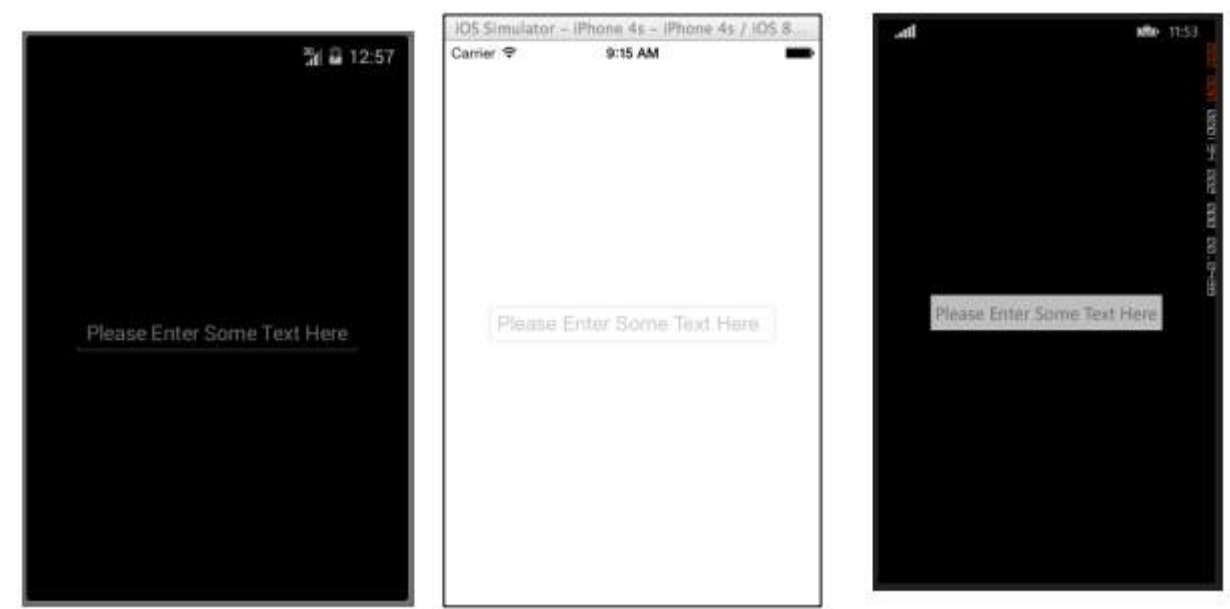 3G 12:57
Please Enter Some Text Here
iOS Simulator – iPhone 4s – iPhone 4s / iOS 8...
Carrier 9:15 AM
Please Enter Some Text Here
11:53
Please Enter Some Text Here